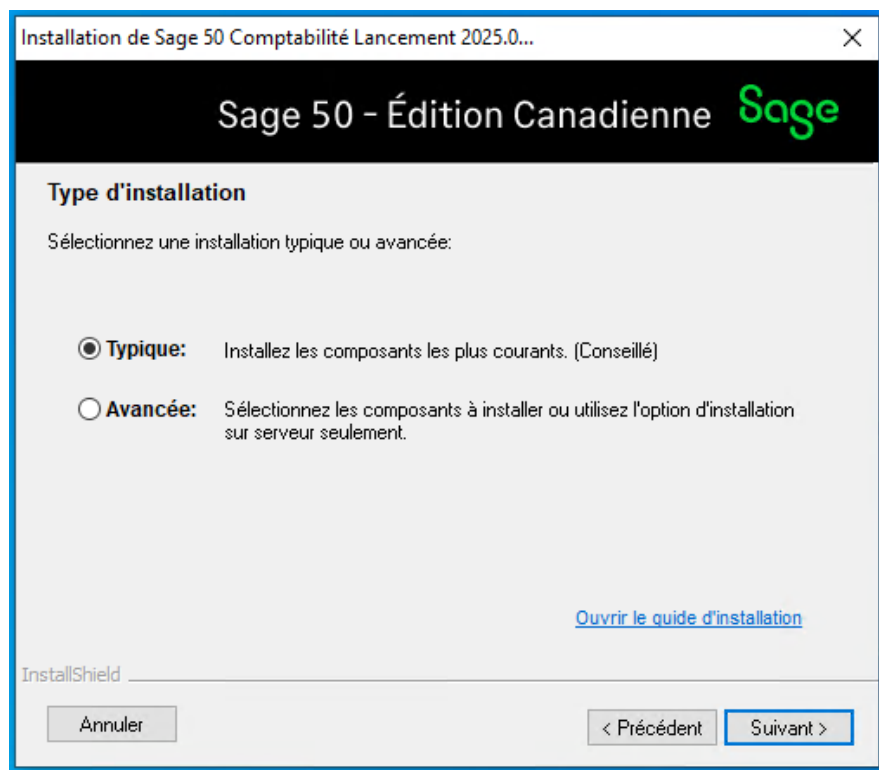 Installation de Sage 50 Comptabilité Lancement 2025.0...
Sage 50 - Édition Canadienne Sage
Type d'installation
Sélectionnez une installation typique ou avancée:
Typique: Installez les composants les plus courants. (Conseillé)
Avancée: Sélectionnez les composants à installer ou utilisez l'option d'installation
sur serveur seulement.
Ouvrir le guide d'installation
InstallShield
Annuler < Précédent Suivant >